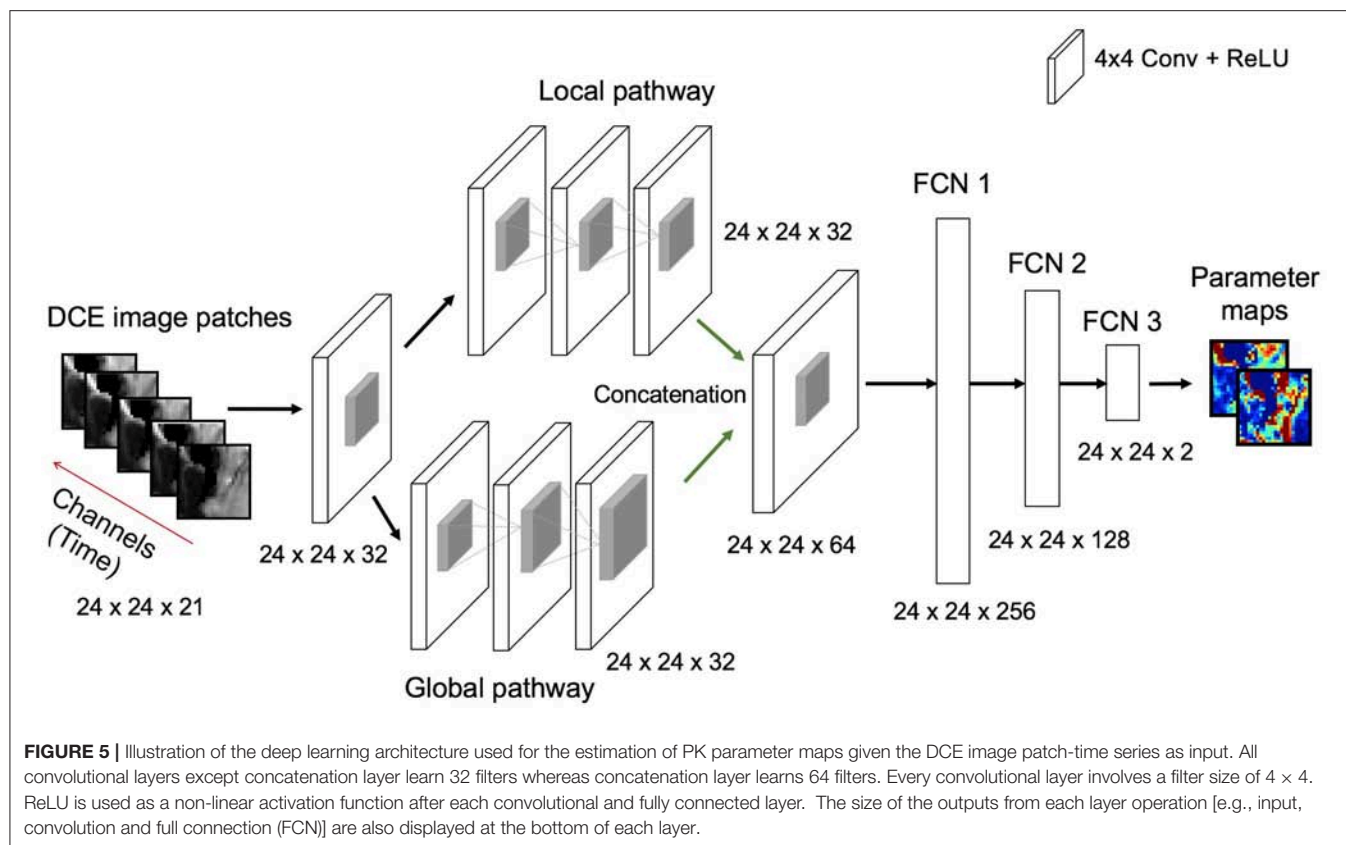 4x4 Conv + ReLU
Local pathway
FCN 1
24 x 24 x 32
FCN 2
DCE image patches
Parameter
maps
FCN 3
Concatenation
Channels
(Time)
24 x 24 x 2
24 x 24 x 32
24 x 24 x 64
24 x 24 x 128
24 x 24 x 21
24 x 24 x 256
24 x 24 x 32
Global pathway
FIGURE 5 | Illustration of the deep learning architecture used for the estimation of PK parameter maps given the DCE image patch-time series as input. All
convolutional layers except concatenation layer learn 32 filters whereas concatenation layer learns 64 filters. Every convolutional layer involves a filter size of 4 × 4.
ReLU is used as a non-linear activation function after each convolutional and fully connected layer. The size of the outputs from each layer operation [e.g., input,
convolution and full connection (FCN)] are also displayed at the bottom of each layer.